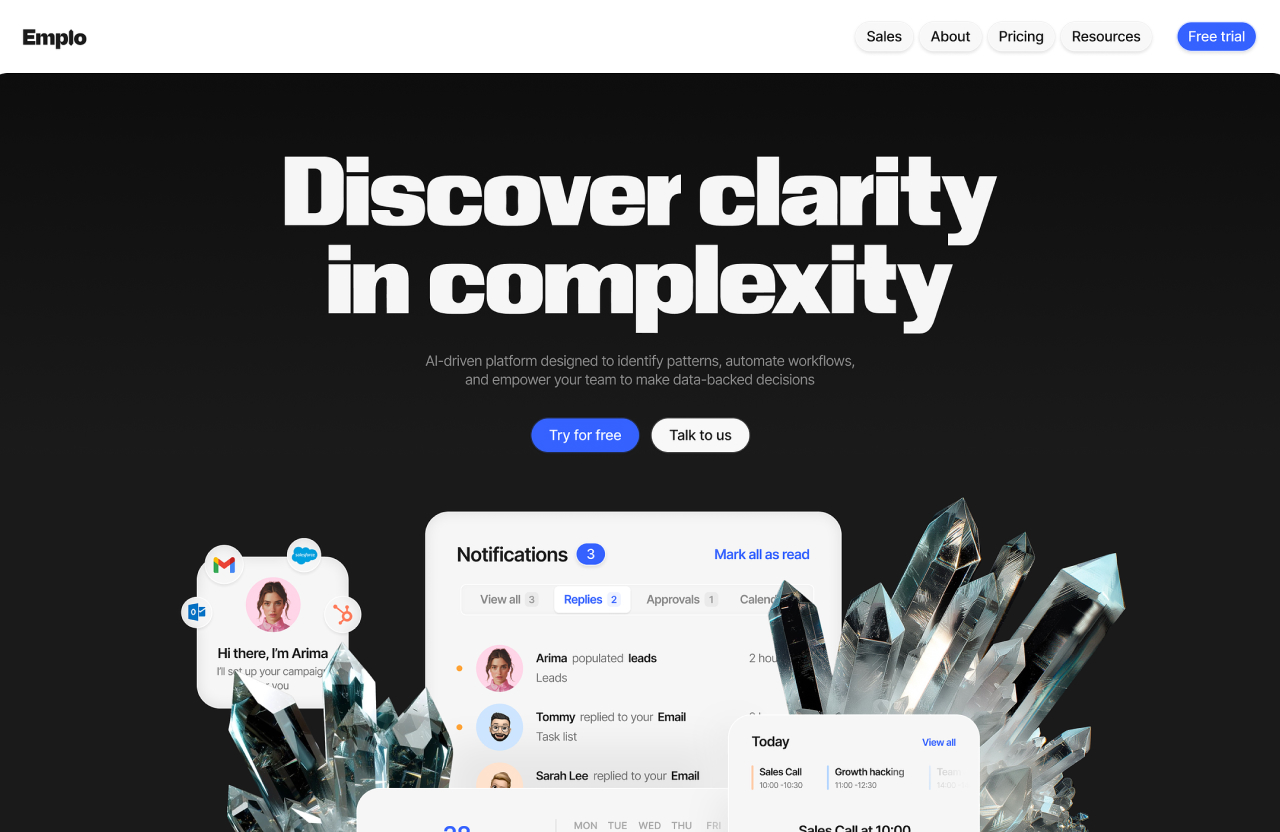 Emplo
Sales
About
Pricing
Resources
Free trial
Discover clarity
in complexity
AI-driven platform designed to identify patterns, automate workflows,
and empower your team to make data-backed decisions
Try for free
Talk to us
Notifications 3
Mark all as read
View all 3
Replies 2
Approvals 1
Calend
salesforce
Hi there, I'm Arima
I'll set up your campaign
you
Arima populated leads
2 hou
Leads
Tommy replied to your Email
Task list
Sarah Lee replied to your Email
Today
View all
Sales Call
10:00 -10:30
Growth hacking
11:00 -12:30
Team
14:00
Sales Call at 10:00
28
MON TUE WED THU FRI